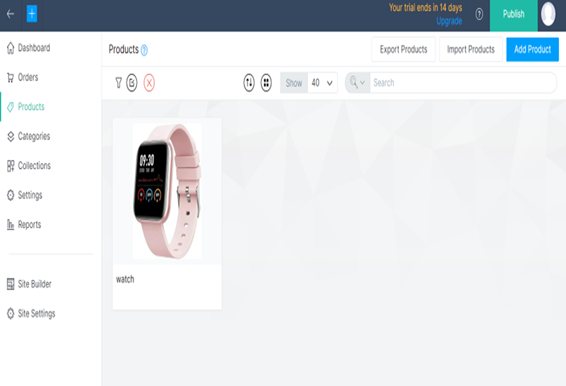 Your trial ends in 14 days
Upgrade
Publish
Dashboard
Orders
Products
Categories
Collections
Settings
Reports
Site Builder
Site Settings
Products
Export Products
Import Products
Add Product
Show 40
Search
09:30
watch